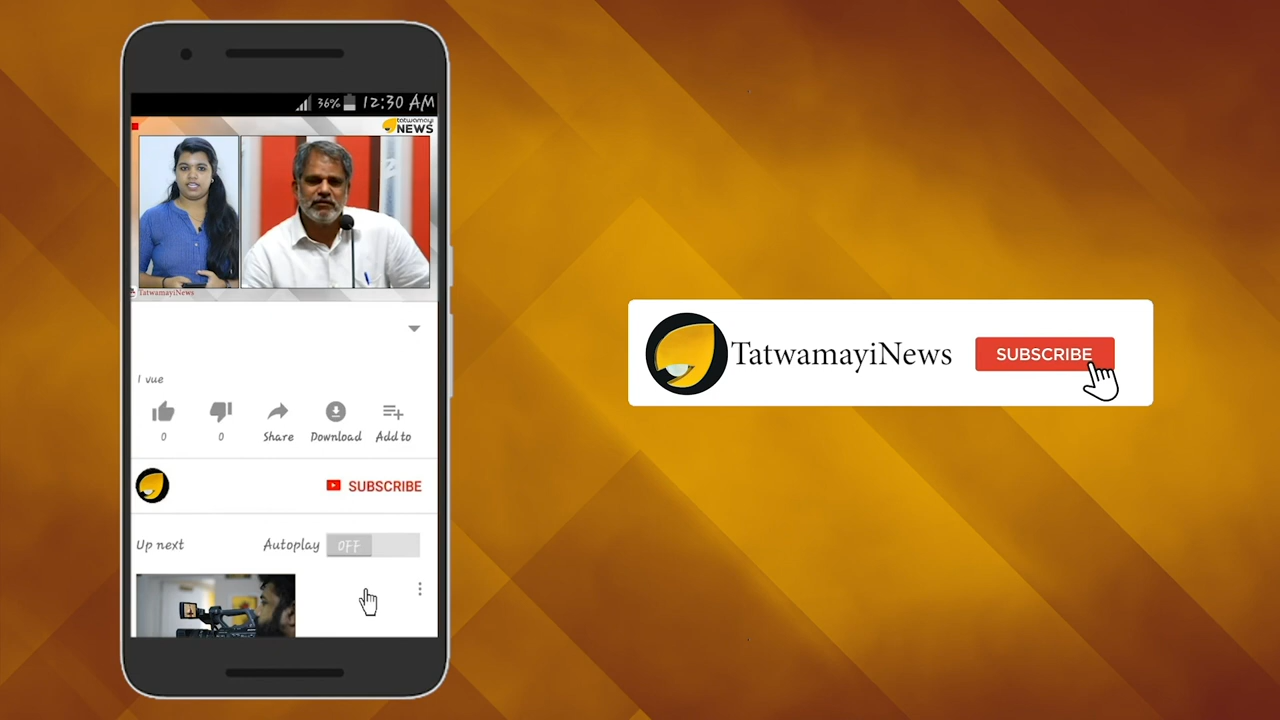 36% 12:30 AM
tatwamayi
NEWS
TatwamayiNews
1 vue
0 0 Share Download Add to
SUBSCRIBE
Up next Autoplay OFF
TatwamayiNews SUBSCRIBE